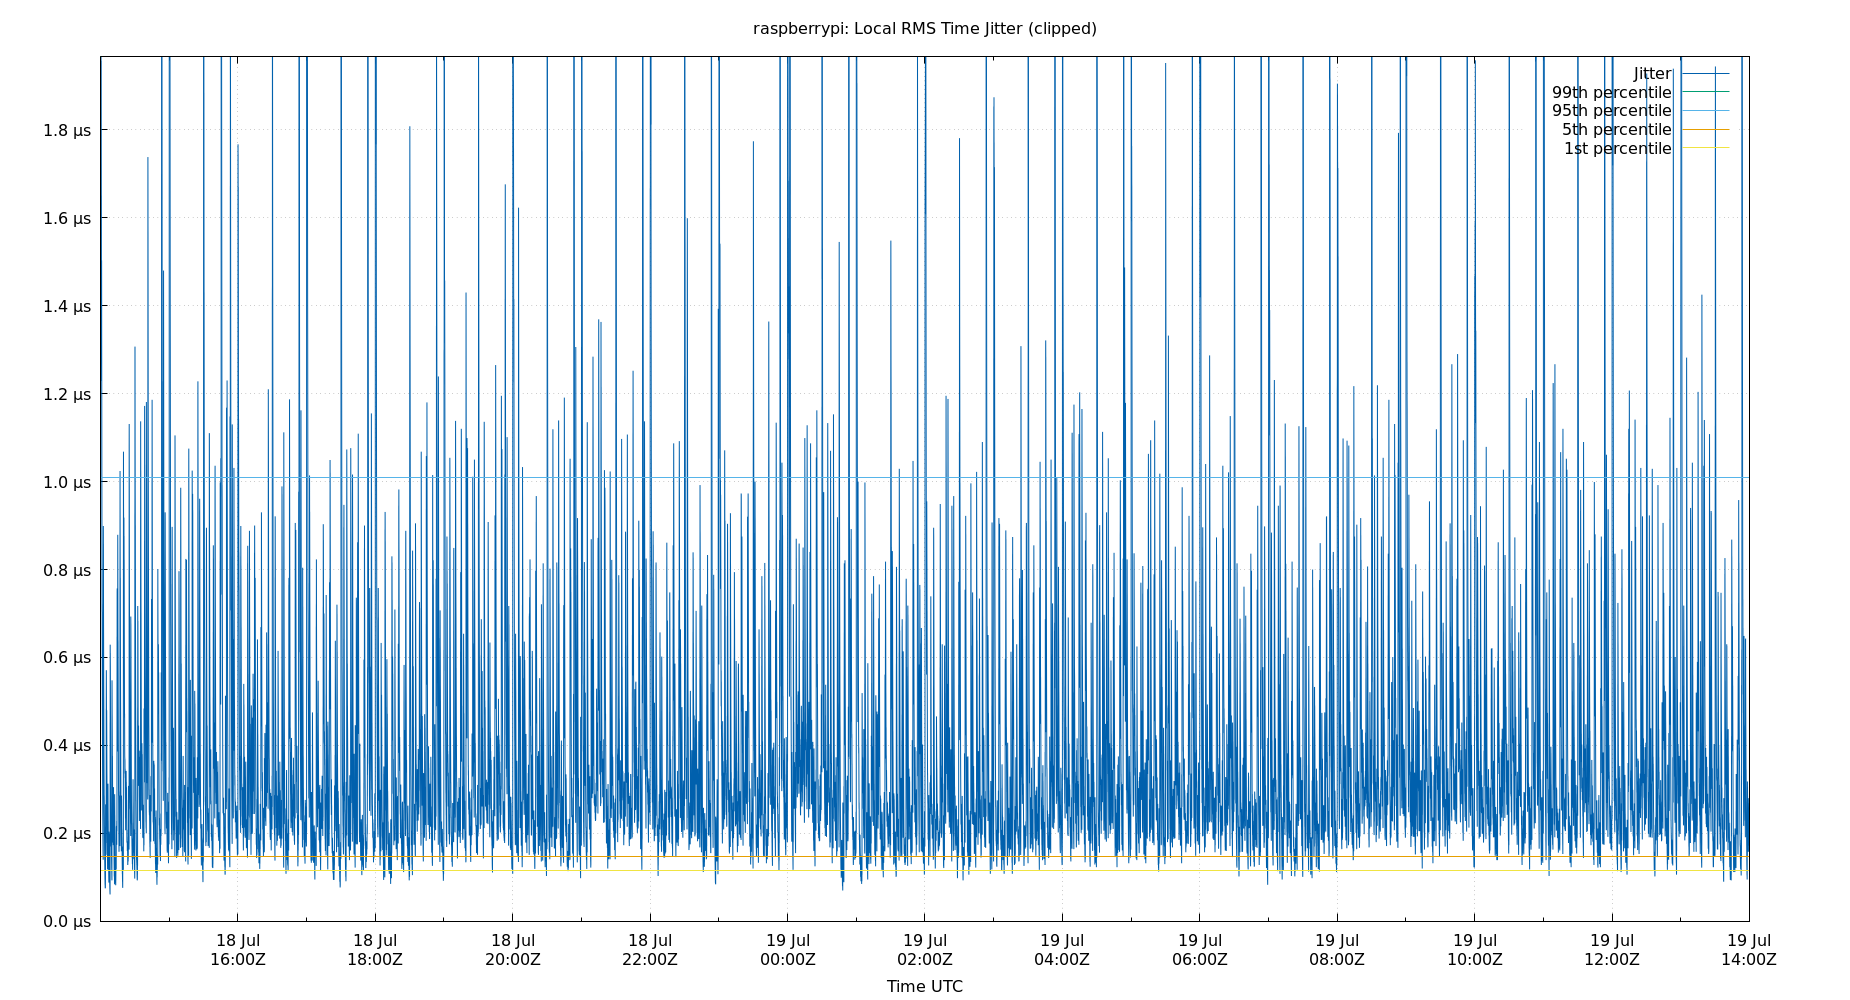 raspberrypi: Local RMS Time Jitter (clipped)
Jitter
99th percentile
95th percentile
5th percentile
1st percentile
1.8 µs
1.6 µs
1.4 µs
1.2 µs
1.0 µs
0.8 µs
0.6 µs
0.4 µs
0.2 µs
0.0 µs
18 Jul 18 Jul 18 Jul 18 Jul 19 Jul 19 Jul 19 Jul 19 Jul 19 Jul 19 Jul 19 Jul 19 Jul
16:00Z 18:00Z 20:00Z 22:00Z 00:00Z 02:00Z 04:00Z 06:00Z 08:00Z 10:00Z 12:00Z 14:00Z
Time UTC